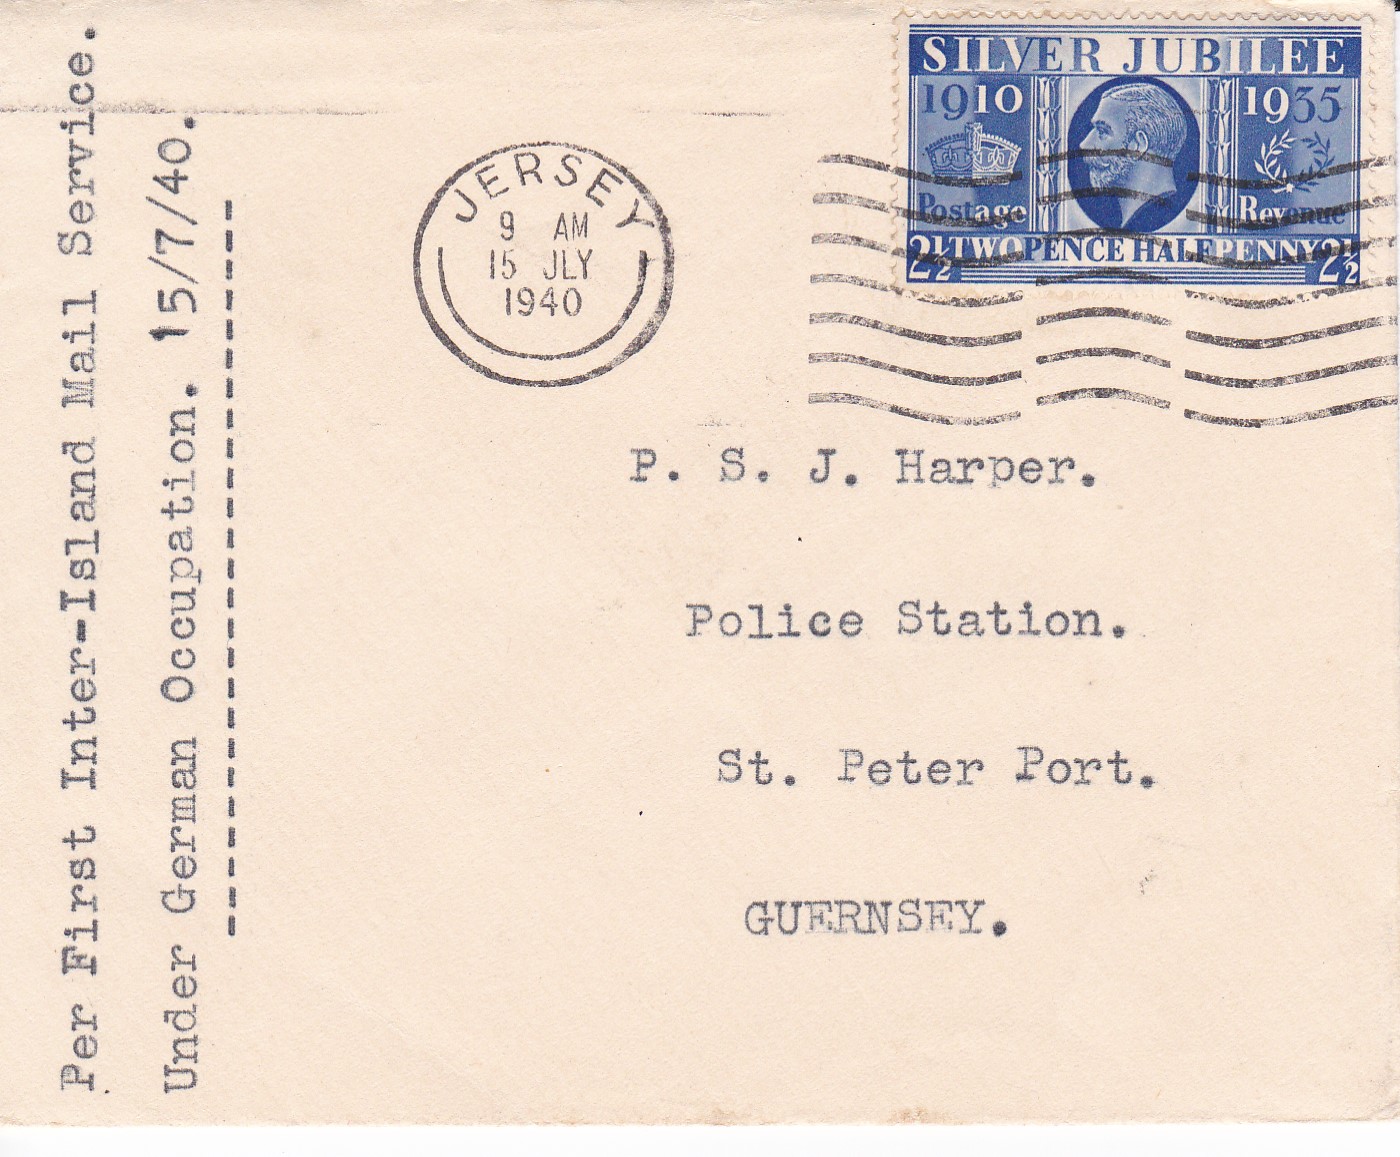 SILVER JUBILEE
1910 1935
Postage Revenue
2½ TWOPENCE HALFPENNY 2½
JERSEY
9 AM
15 JLY
1940
Per First Inter-Island Mail Service.
Under German Occupation. 15/7/40.
P. S. J. Harper.
Police Station.
St. Peter Port.
GUERNSEY.